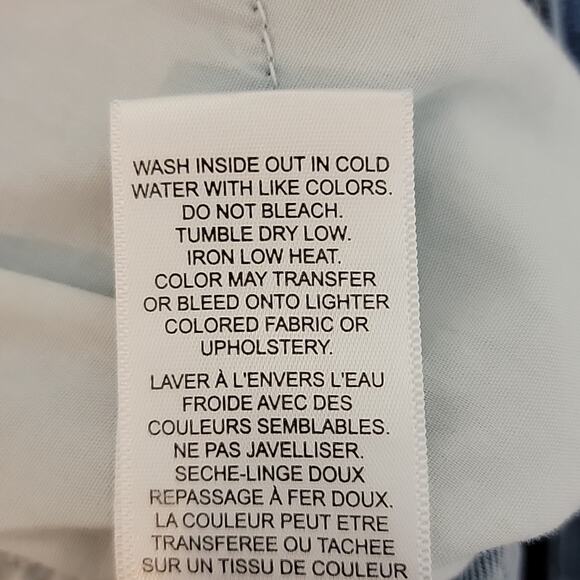 WASH INSIDE OUT IN COLD
WATER WITH LIKE COLORS.
DO NOT BLEACH.
TUMBLE DRY LOW.
IRON LOW HEAT.
COLOR MAY TRANSFER
OR BLEED ONTO LIGHTER
COLORED FABRIC OR
UPHOLSTERY.
LAVER À L'ENVERS L'EAU
FROIDE AVEC DES
COULEURS SEMBLABLES.
NE PAS JAVELLISER.
SECHE-LINGE DOUX
REPASSAGE À FER DOUX.
LA COULEUR PEUT ETRE
TRANSFEREE OU TACHEE
SUR UN TISSU DE COULEUR